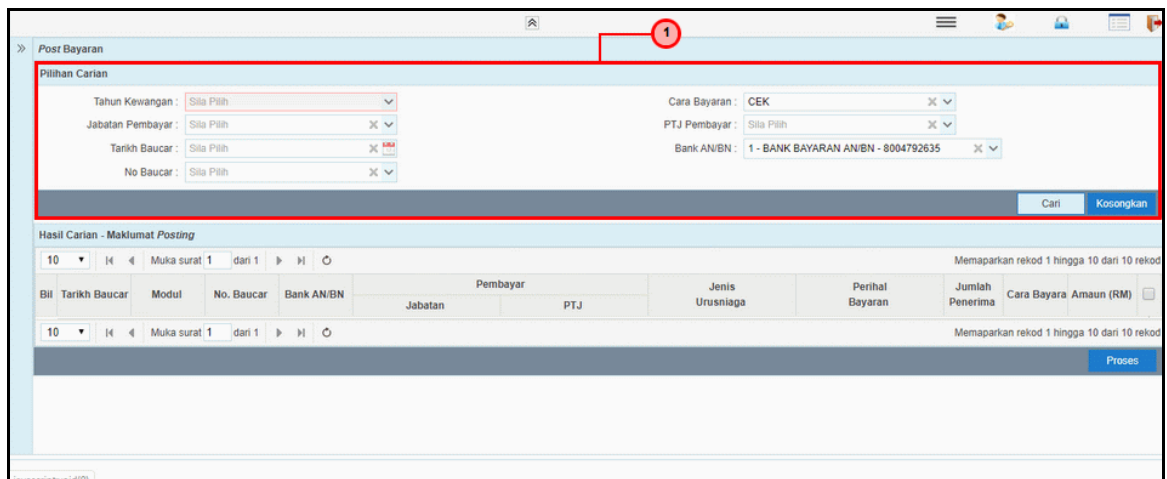 1
Post Bayaran
Pilihan Carian
Tahun Kewangan : Sila Pilih
Cara Bayaran : CEK
Jabatan Pembayar : Sila Pilih
PTJ Pembayar : Sila Pilih
Tarikh Baucar : Sila Pilih
Bank AN/BN : 1 - BANK BAYARAN AN/BN - 8004792635
No Baucar : Sila Pilih
Cari Kosongkan
Hasil Carian - Maklumat Posting
10 Muka surat 1 dari 1 Memaparkan rekod 1 hingga 10 dari 10 rekod
Bil Tarikh Baucar Modul No. Baucar Bank AN/BN Pembayar Jenis Urusniaga Perihal Bayaran Jumlah Penerima Cara Bayara Amaun (RM)
Jabatan PTJ
10 Muka surat 1 dari 1 Memaparkan rekod 1 hingga 10 dari 10 rekod
Proses